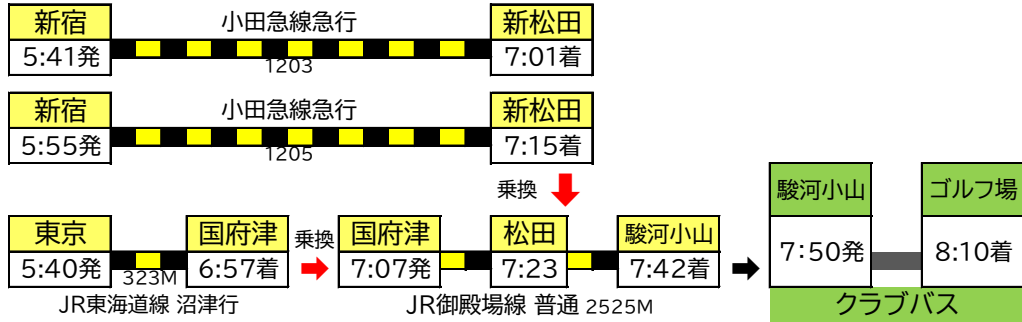 新宿 小田急線急行 新松田
5:41発 1203 7:01着
新宿 小田急線急行 新松田
5:55発 1205 7:15着
乗換
駿河小山 ゴルフ場
7:50発 8:10着
クラブバス
東京 国府津 乗換 国府津 松田 駿河小山
5:40発 323M 6:57着 7:07発 7:23 7:42着
JR東海道線 沼津行 JR御殿場線 普通 2525M